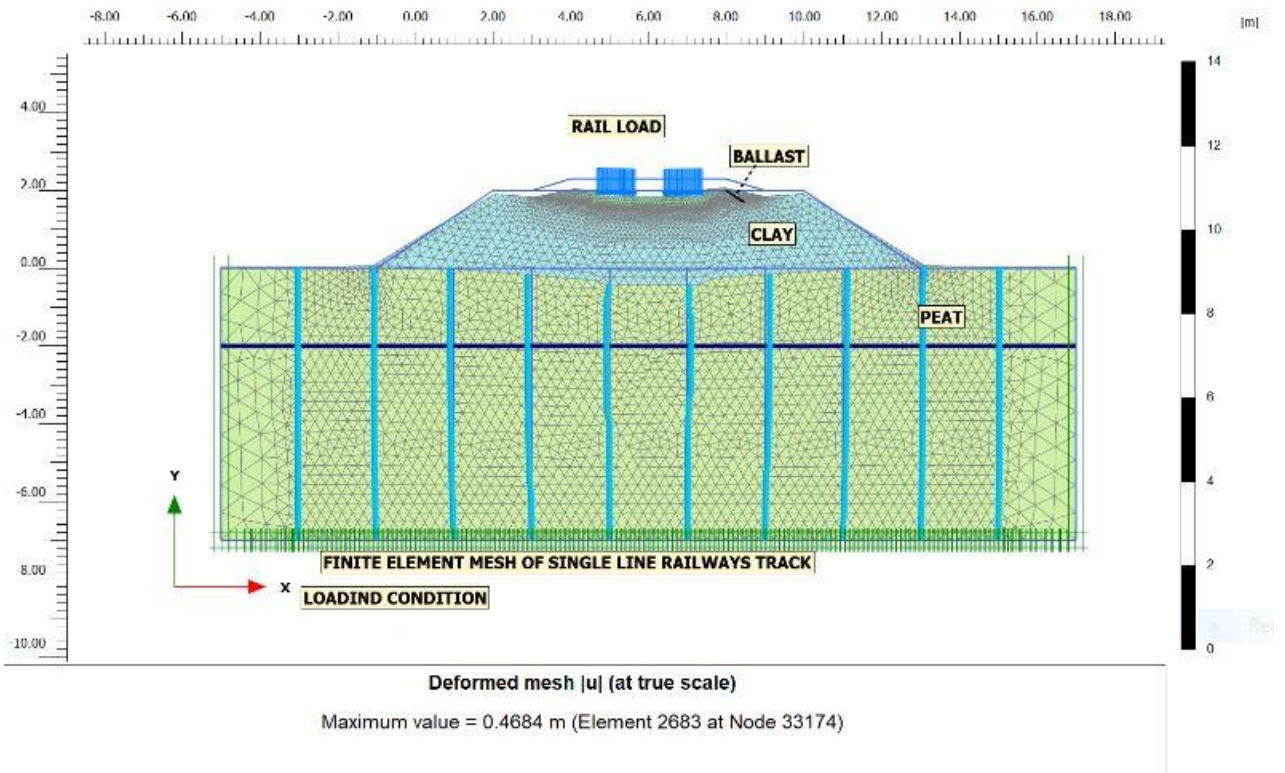 -8.00 -6.00 -4.00 -2.00 0.00 2.00 4.00 6.00 8.00 10.00 12.00 14.00 16.00 18.00
[m]
14
4.00
RAIL LOAD
12
BALLAST
2.00
10
CLAY
0.00
8
PEAT
-2.00
6
-4.00
4
Y
-6.00
2
FINITE ELEMENT MESH OF SINGLE LINE RAILWAYS TRACK
8.00
X
LOADIND CONDITION
-10.00
0
Deformed mesh |u| (at true scale)
Maximum value = 0.4684 m (Element 2683 at Node 33174)